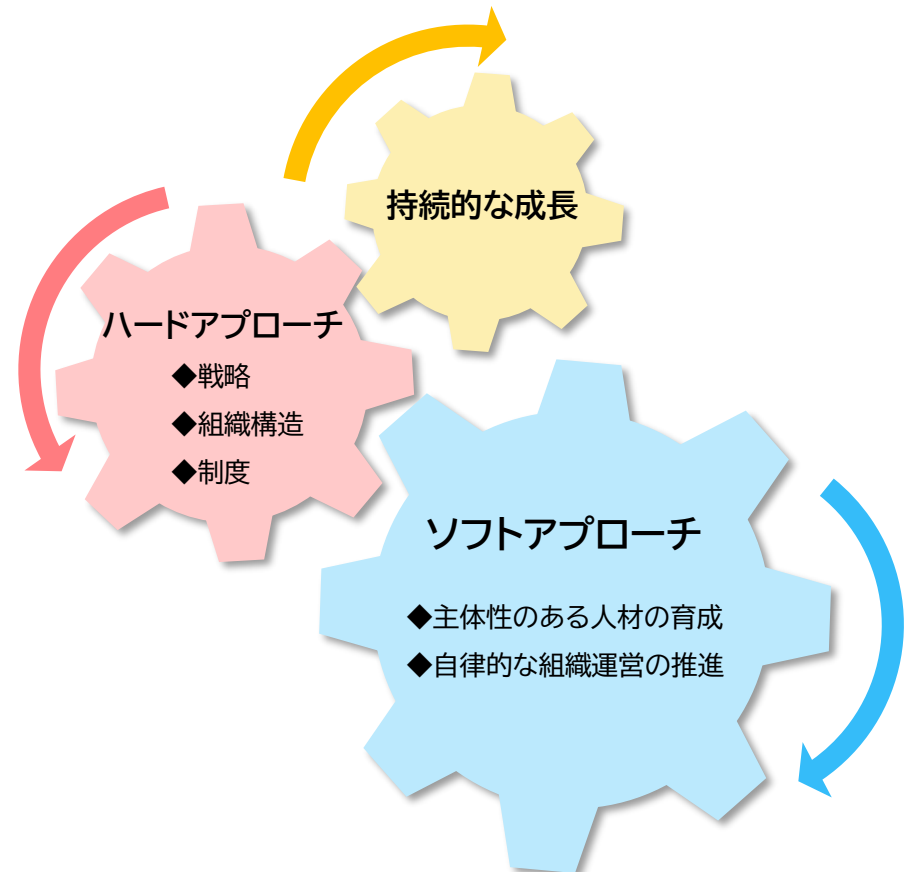 持続的な成長
ハードアプローチ
◆戦略
◆組織構造
◆制度
ソフトアプローチ
◆主体性のある人材の育成
◆自律的な組織運営の推進